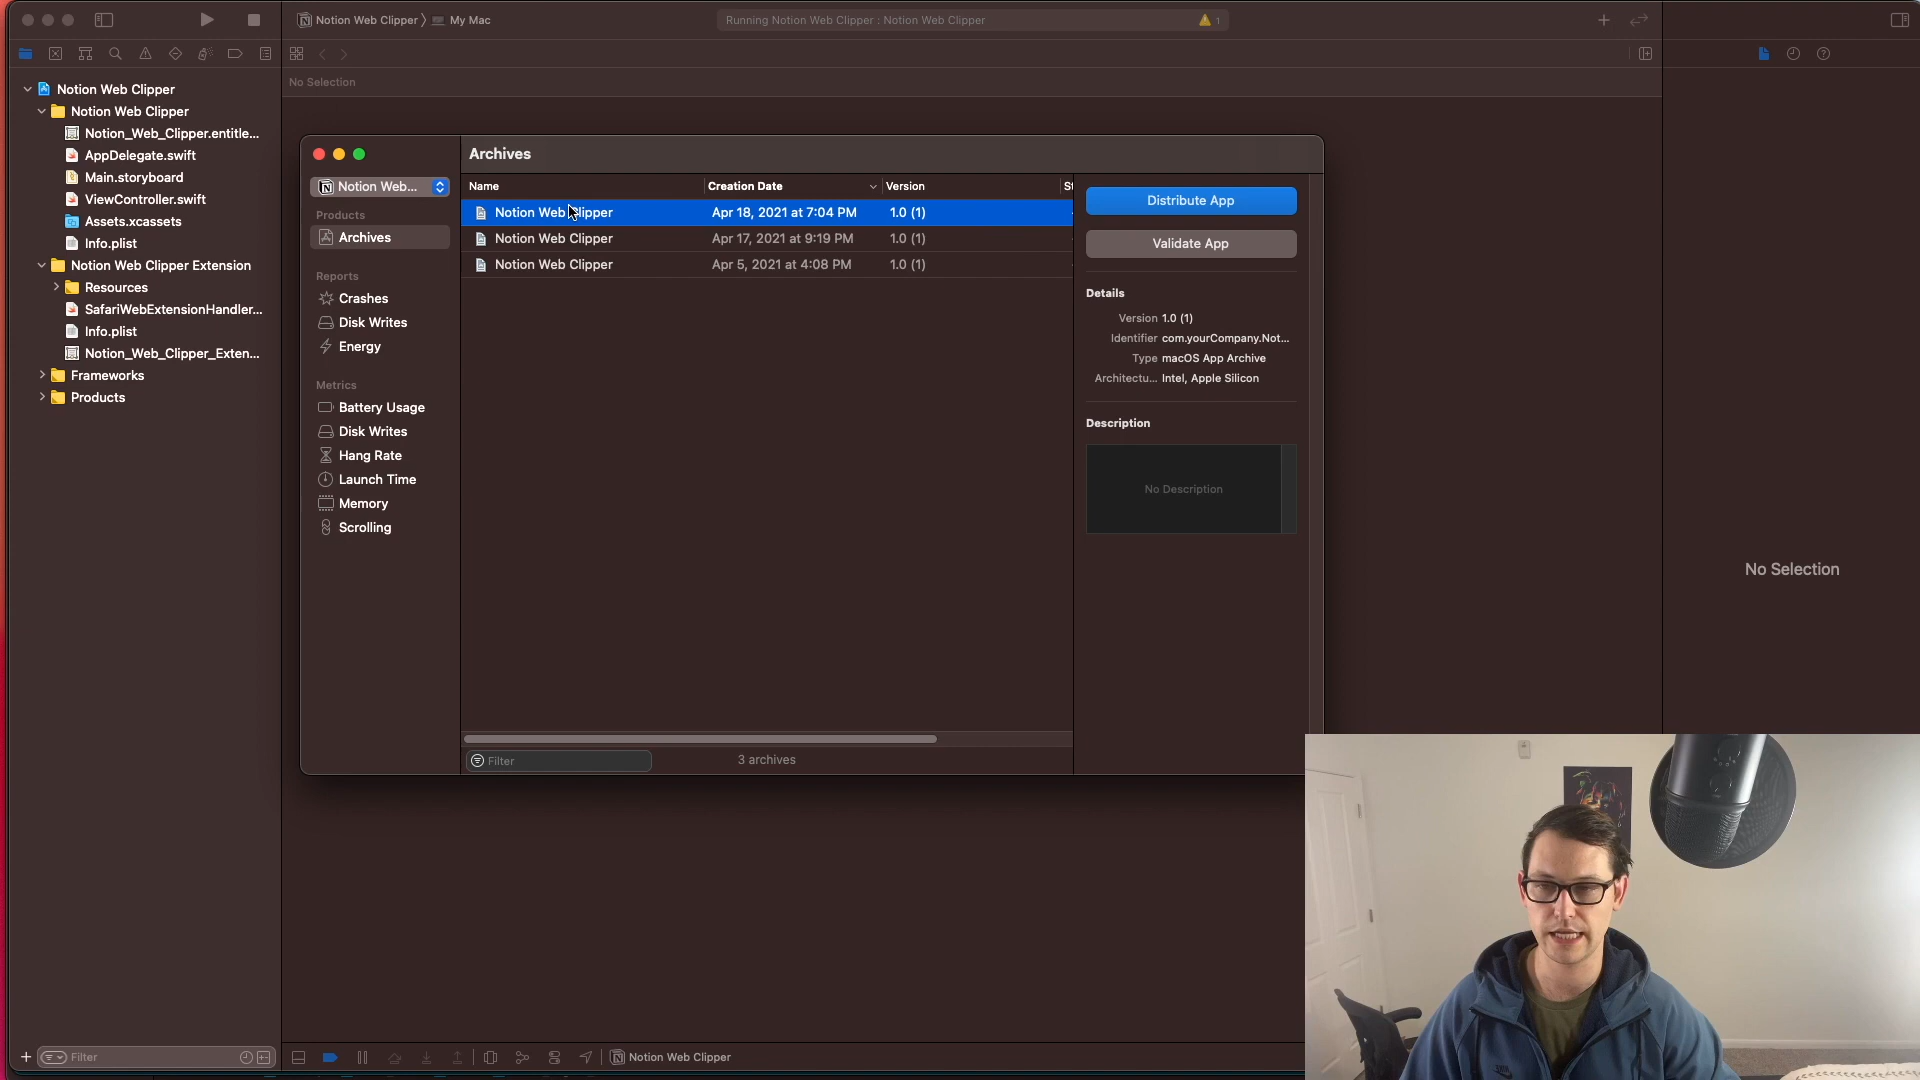 Notion Web Clipper
My Mac
Running Notion Web Clipper : Notion Web Clipper
1
No Selection
Notion Web Clipper
Notion Web Clipper
Notion_Web_Clipper.entitle...
AppDelegate.swift
Main.storyboard
ViewController.swift
Assets.xcassets
Info.plist
Notion Web Clipper Extension
Resources
SafariWebExtensionHandler...
Info.plist
Notion_Web_Clipper_Exten...
Frameworks
Products
Filter
Archives
Notion Web...
Products
Archives
Reports
Crashes
Disk Writes
Energy
Metrics
Battery Usage
Disk Writes
Hang Rate
Launch Time
Memory
Scrolling
Name Creation Date Version St
Notion Web Clipper Apr 18, 2021 at 7:04 PM 1.0 (1)
Notion Web Clipper Apr 17, 2021 at 9:19 PM 1.0 (1)
Notion Web Clipper Apr 5, 2021 at 4:08 PM 1.0 (1)
Filter
3 archives
Distribute App
Validate App
Details
Version 1.0 (1)
Identifier com.yourCompany.Not...
Type macOS App Archive
Architectu... Intel, Apple Silicon
Description
No Description
No Selection
Notion Web Clipper